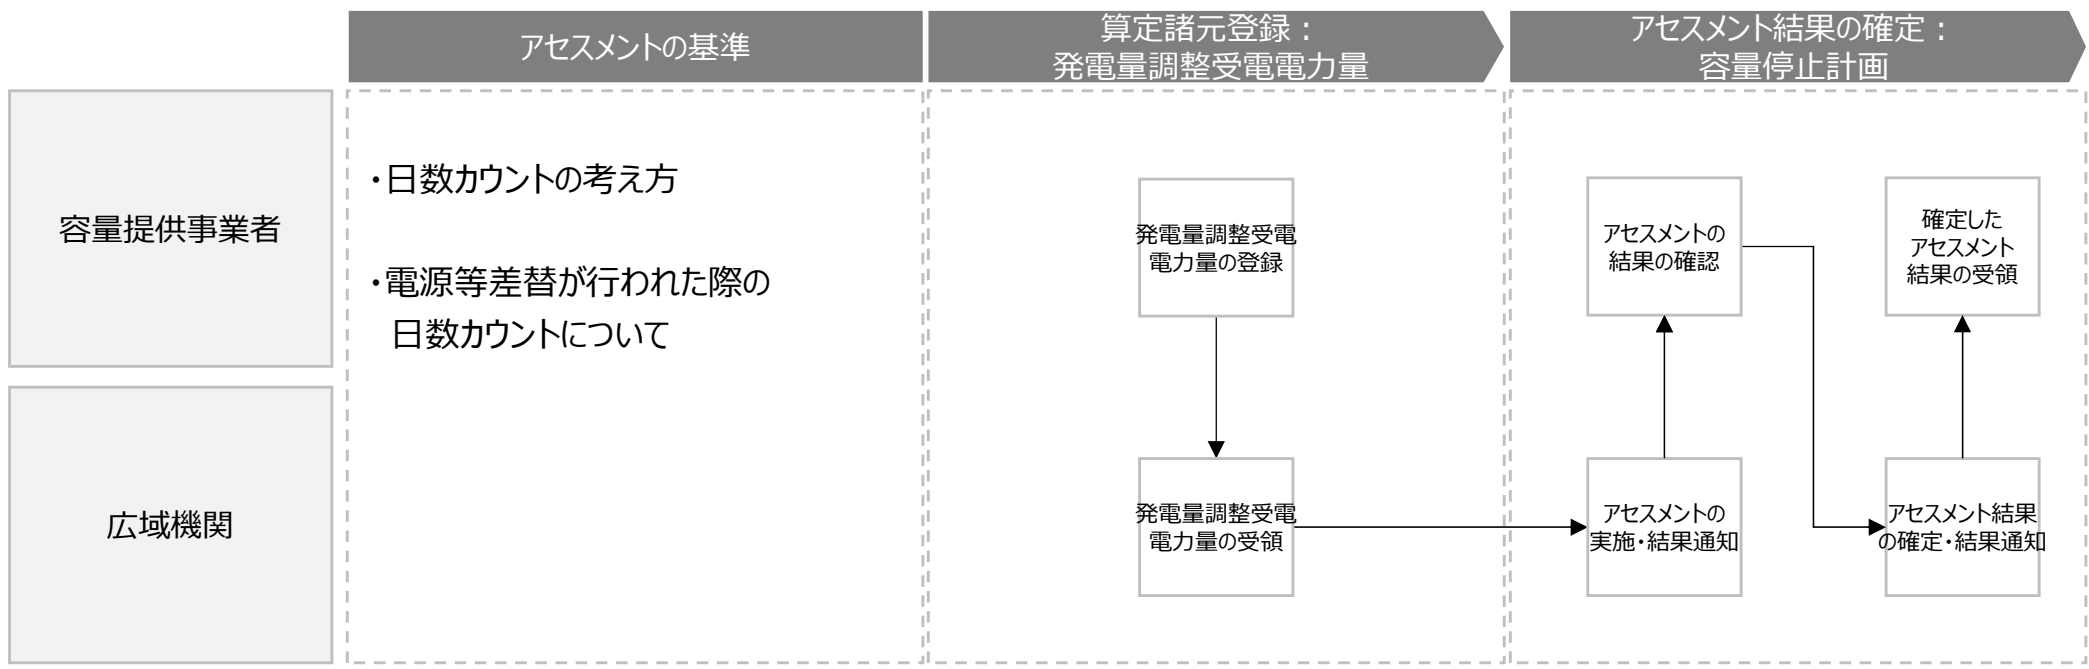 アセスメントの基準
算定諸元登録：
発電量調整受電電力量
アセスメント結果の確定：
容量停止計画
容量提供事業者
・日数カウントの考え方
・電源等差替が行われた際の
日数カウントについて
発電量調整受電
電力量の登録
アセスメントの
結果の確認
確定した
アセスメント
結果の受領
広域機関
発電量調整受電
電力量の受領
アセスメントの
実施・結果通知
アセスメント結果
の確定・結果通知